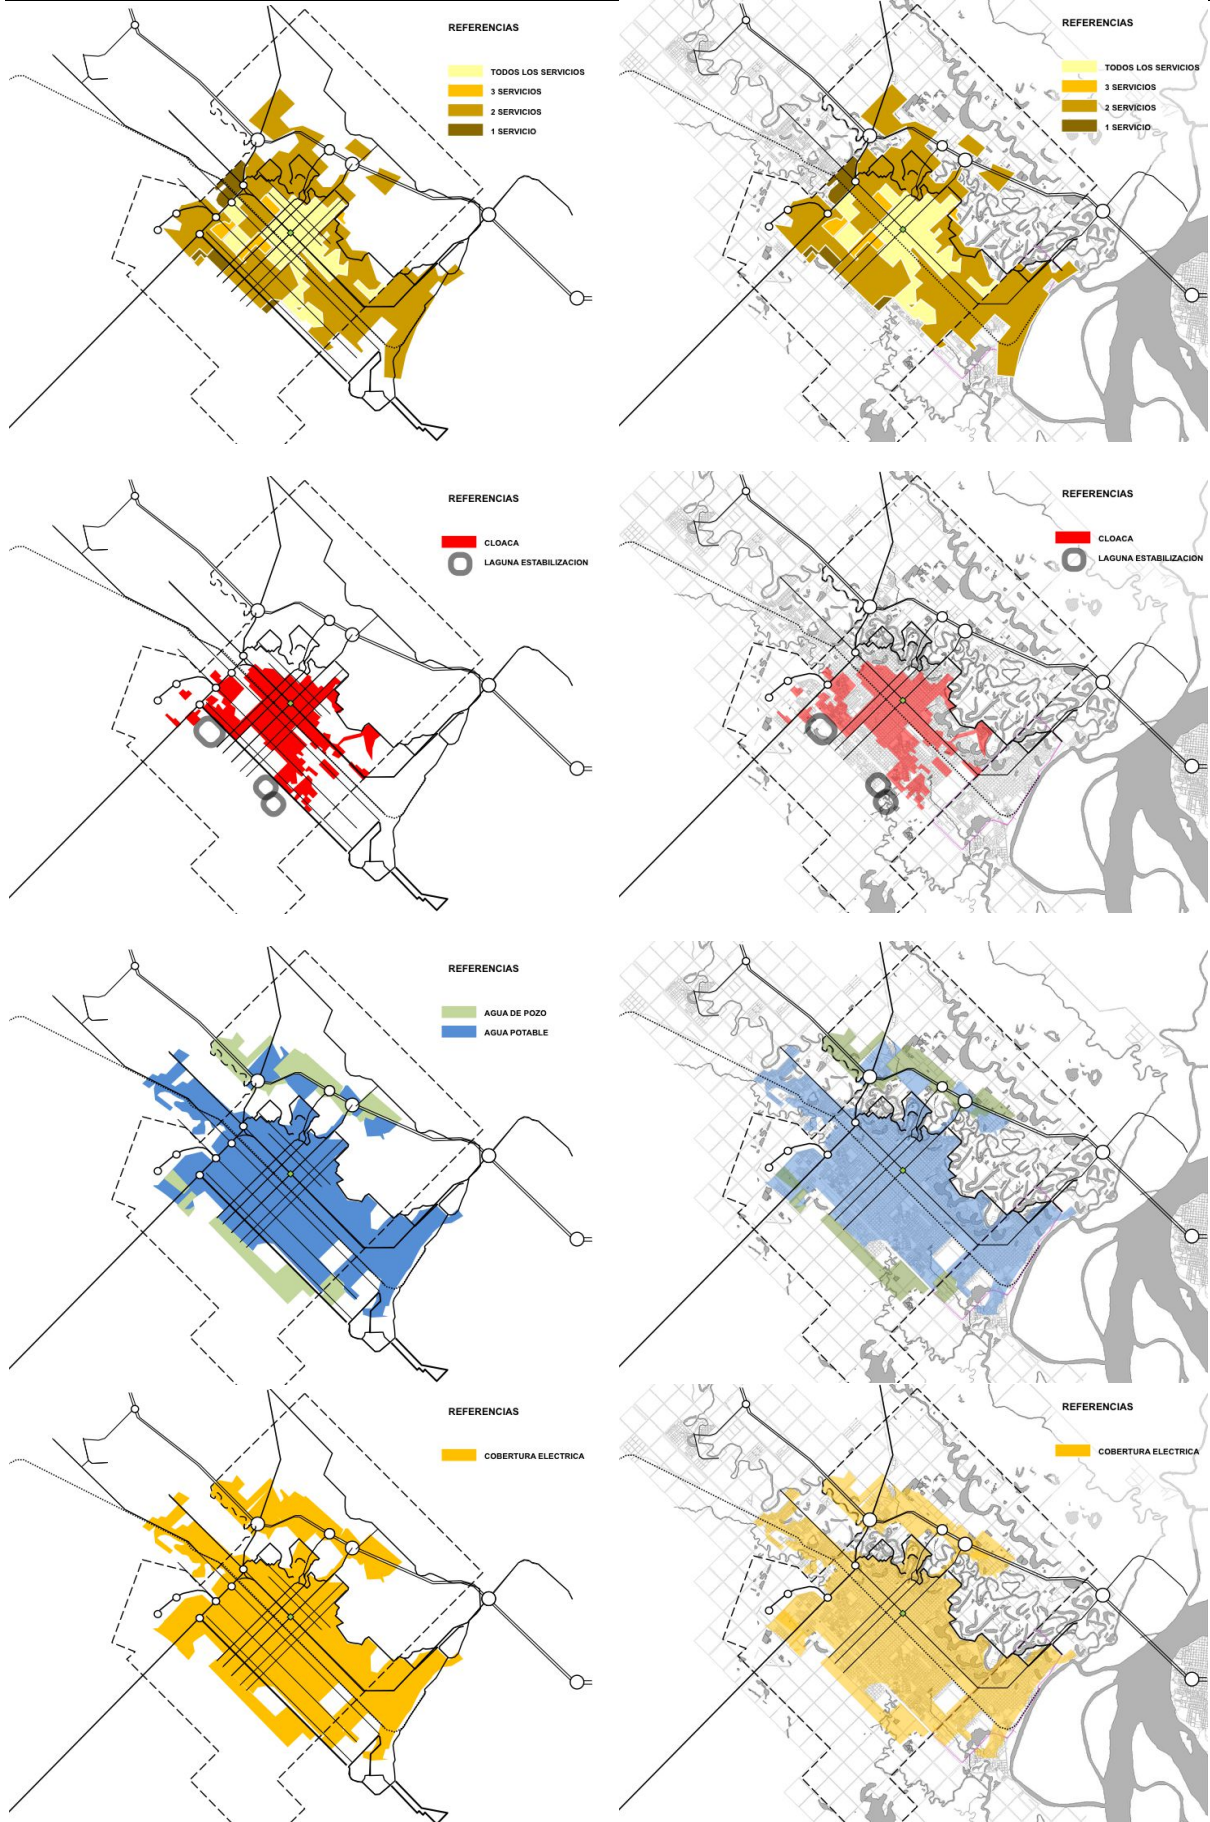 REFERENCIAS
TODOS LOS SERVICIOS
3 SERVICIOS
2 SERVICIOS
1 SERVICIO
REFERENCIAS
TODOS LOS SERVICIOS
3 SERVICIOS
2 SERVICIOS
1 SERVICIO
REFERENCIAS
CLOACA
LAGUNA ESTABILIZACION
REFERENCIAS
CLOACA
LAGUNA ESTABILIZACION
REFERENCIAS
AGUA DE POZO
AGUA POTABLE
REFERENCIAS
COBERTURA ELECTRICA
REFERENCIAS
COBERTURA ELECTRICA